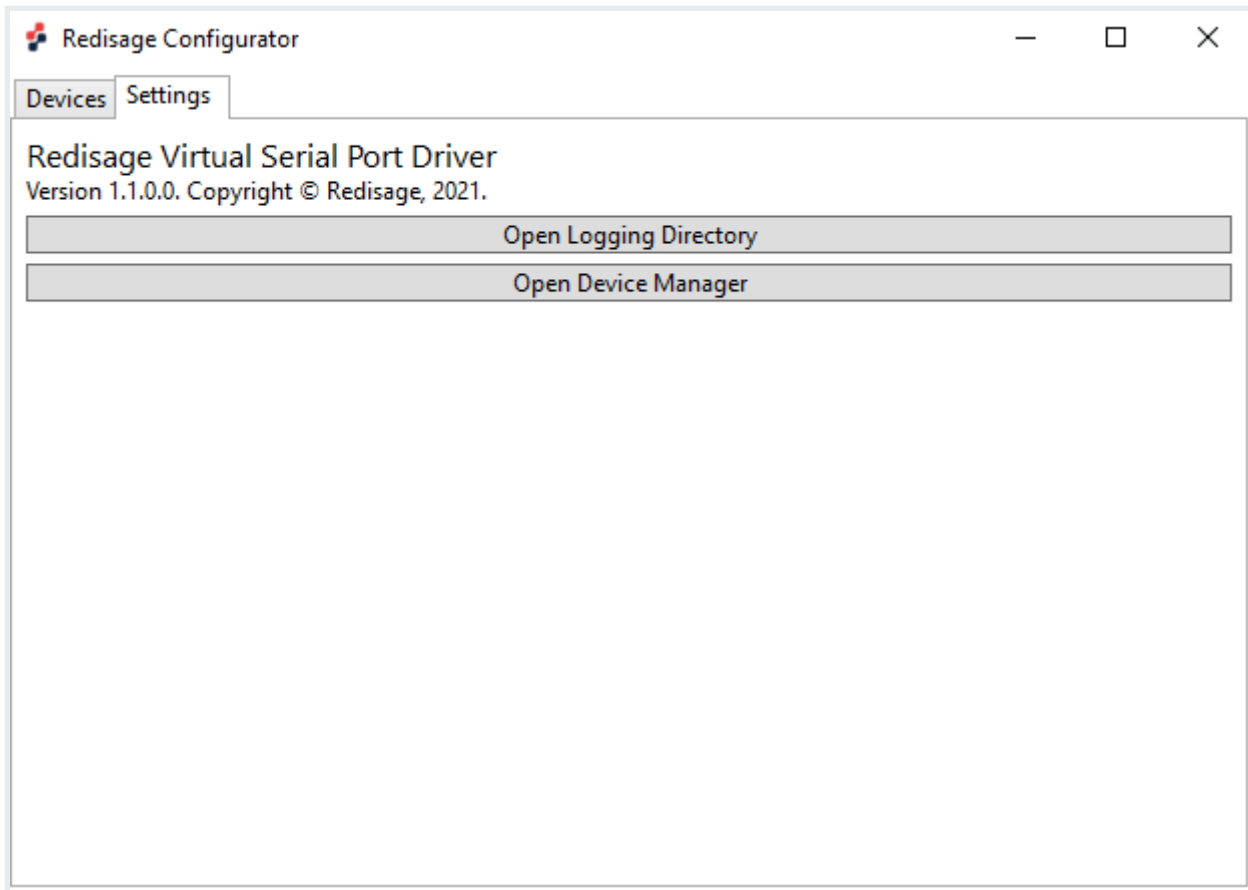 Redisage Configurator
Devices Settings
Redisage Virtual Serial Port Driver
Version 1.1.0.0. Copyright © Redisage, 2021.
Open Logging Directory
Open Device Manager